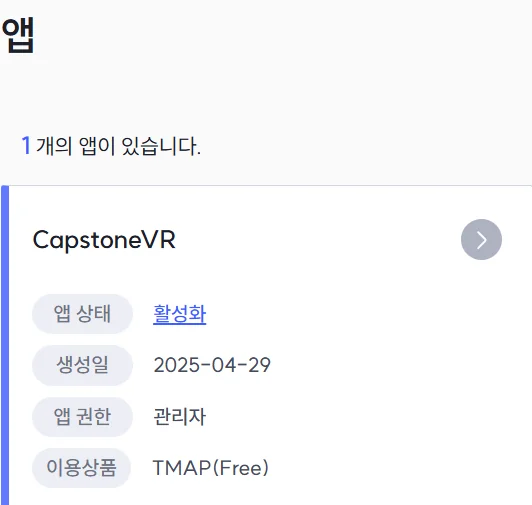 앱
1 개의 앱이 있습니다.
CapstoneVR
앱 상태 활성화
생성일 2025-04-29
앱 권한 관리자
이용상품 TMAP(Free)